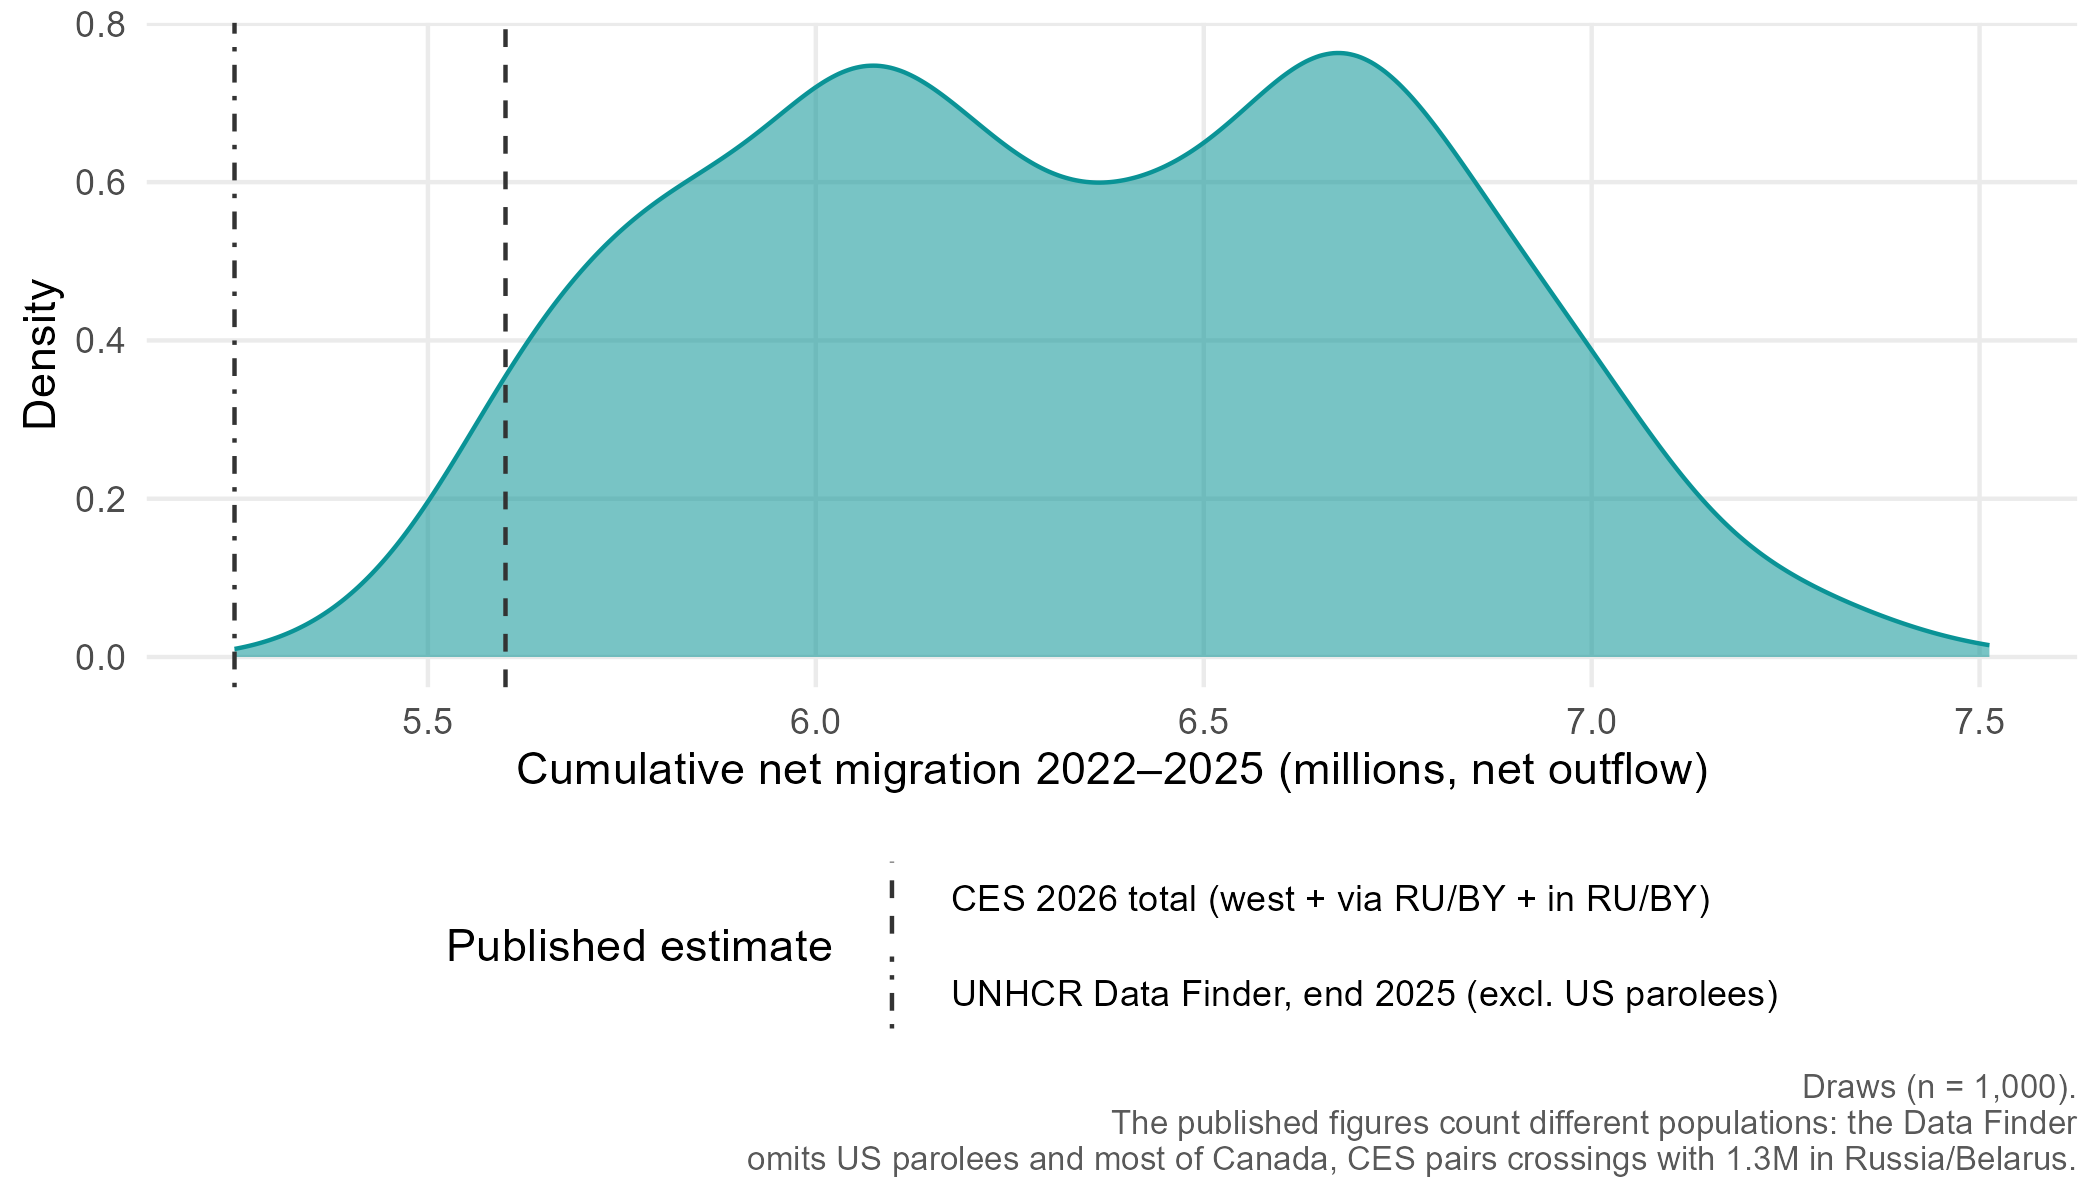 0.8
0.6
0.4
0.2
0.0
Density
5.5 6.0 6.5 7.0 7.5
Cumulative net migration 2022–2025 (millions, net outflow)
Published estimate
CES 2026 total (west + via RU/BY + in RU/BY)
UNHCR Data Finder, end 2025 (excl. US parolees)
Draws (n = 1,000).
The published figures count different populations: the Data Finder
omits US parolees and most of Canada, CES pairs crossings with 1.3M in Russia/Belarus.